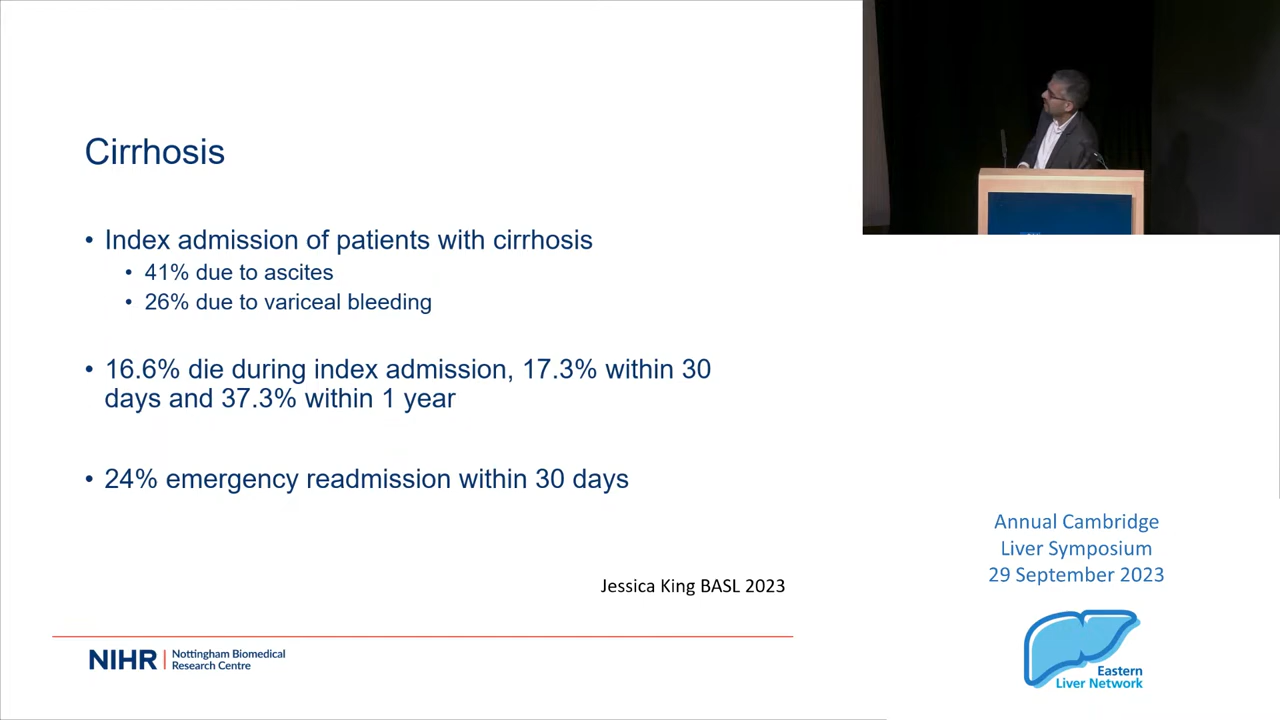 Cirrhosis
• Index admission of patients with cirrhosis
• 41% due to ascites
• 26% due to variceal bleeding
• 16.6% die during index admission, 17.3% within 30
days and 37.3% within 1 year
• 24% emergency readmission within 30 days
Jessica King BASL 2023
NIHR | Nottingham Biomedical
Research Centre
Annual Cambridge
Liver Symposium
29 September 2023
Eastern
Liver Network